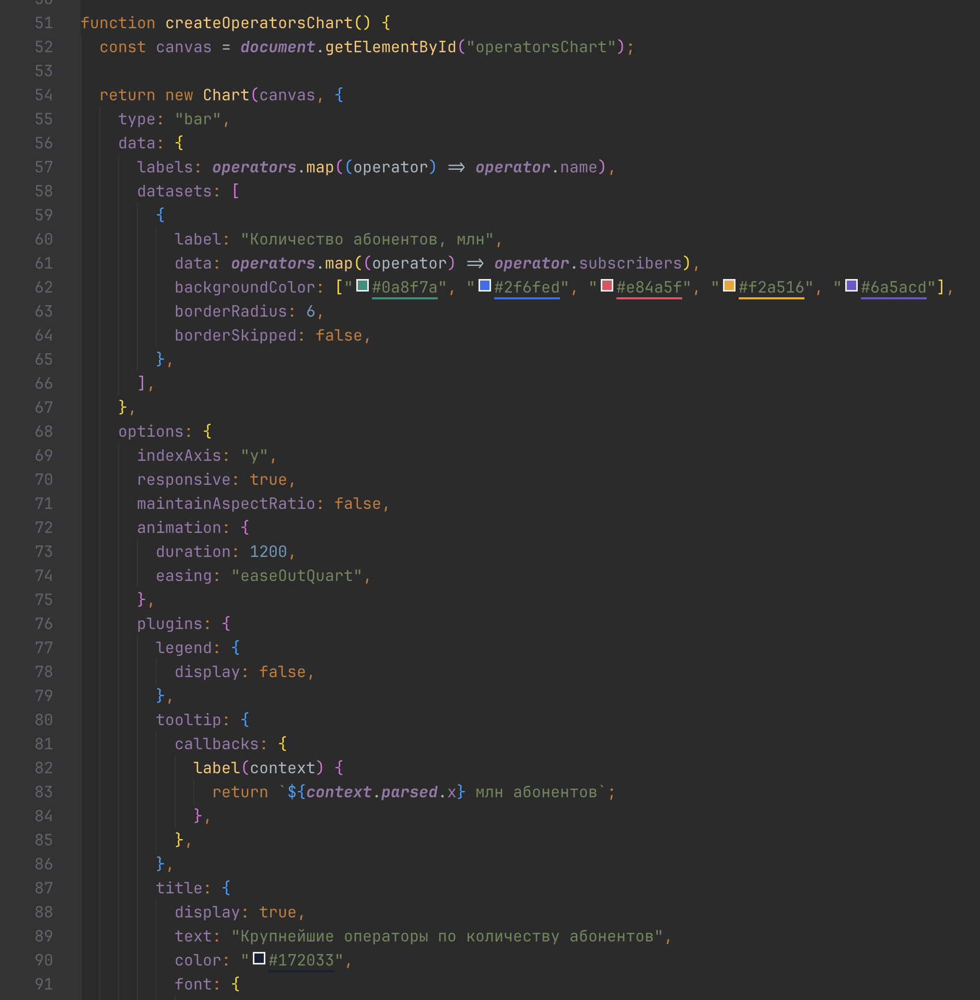 51 function createOperatorsChart() {
52   const canvas = document.getElementById("operatorsChart");
53
54   return new Chart(canvas, {
55     type: "bar",
56     data: {
57       labels: operators.map((operator) => operator.name),
58       datasets: [
59         {
60           label: "Количество абонентов, млн",
61           data: operators.map((operator) => operator.subscribers),
62           backgroundColor: ["#0a8f7a", "#2f6fed", "#e84a5f", "#f2a516", "#6a5acd"],
63           borderRadius: 6,
64           borderSkipped: false,
65         },
66       ],
67     },
68     options: {
69       indexAxis: "y",
70       responsive: true,
71       maintainAspectRatio: false,
72       animation: {
73         duration: 1200,
74         easing: "easeOutQuart",
75       },
76       plugins: {
77         legend: {
78           display: false,
79         },
80         tooltip: {
81           callbacks: {
82             label(context) {
83               return `${context.parsed.x} млн абонентов`;
84             },
85           },
86         },
87         title: {
88           display: true,
89           text: "Крупнейшие операторы по количеству абонентов",
90           color: "#172033",
91           font: {